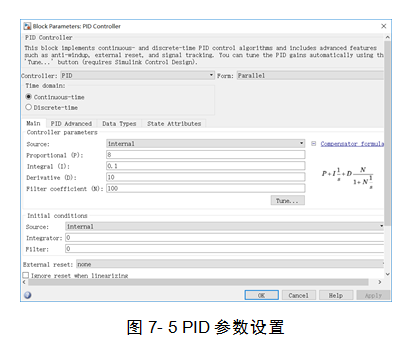 Block Parameters: PID Controller
PID Controller
This block implements continuous- and discrete-time PID control algorithms and includes advanced features
such as anti-windup, external reset, and signal tracking. You can tune the PID gains automatically using th
'Tune...' button (requires Simulink Control Design).
Controller: PID Form: Parallel
Time domain:
Continuous-time
Discrete-time
Main PID Advanced Data Types State Attributes
Controller parameters
Source: internal Compensator formula
Proportional (P): 8
Integral (I): 0.1
Derivative (D): 10
Filter coefficient (N): 100
P+I 1/s +D N/(1+N 1/s)
Tune...
Initial conditions
Source: internal
Integrator: 0
Filter: 0
External reset: none
Ignore reset when linearizing
OK Cancel Help Apply
图 7- 5 PID 参数设置